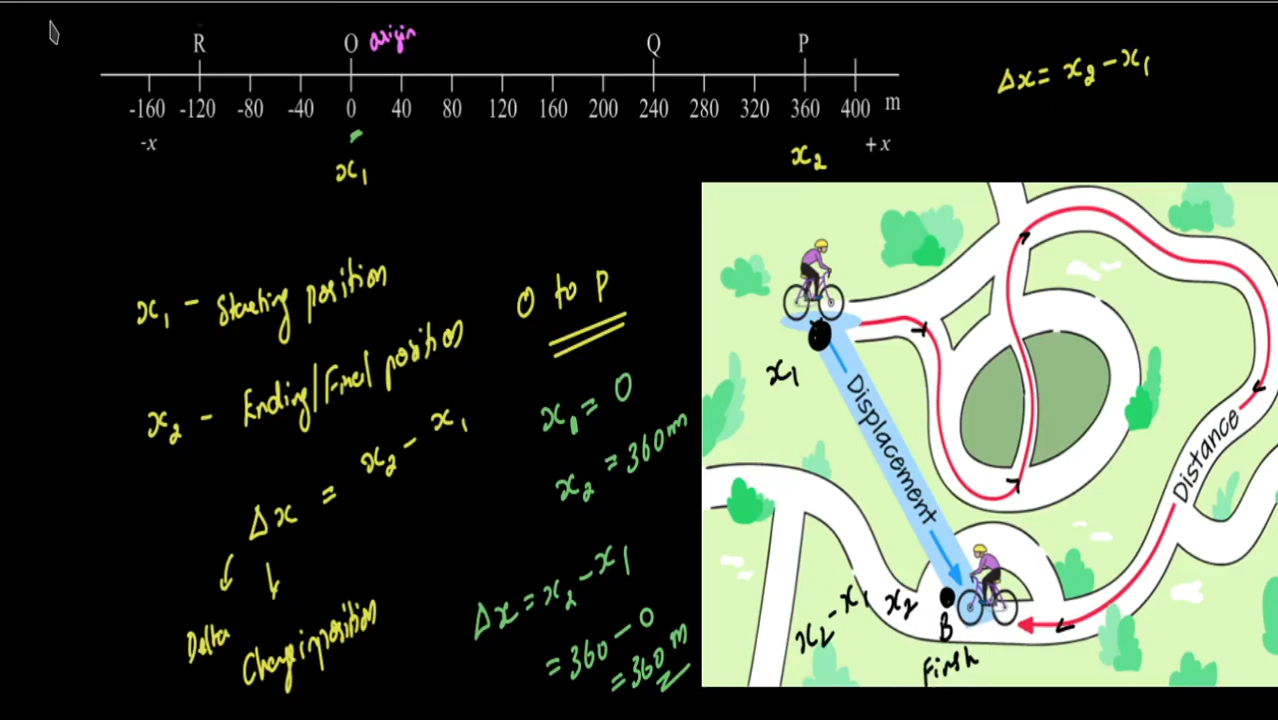 R O origin Q P
-160 -120 -80 -40 0 40 80 120 160 200 240 280 320 360 400 m
-x +x
x₁ x₂
Δx = x₂ - x₁
x₁ - Starting position
x₂ - Ending/Final position
Δx = x₂ - x₁
Delta
Change in position
O to P
x₁ = 0
x₂ = 360 m
Δx = x₂ - x₁
= 360 - 0
= 360 m
x₁
Displacement
Distance
x₂ - x₁ x₂
B
Finish